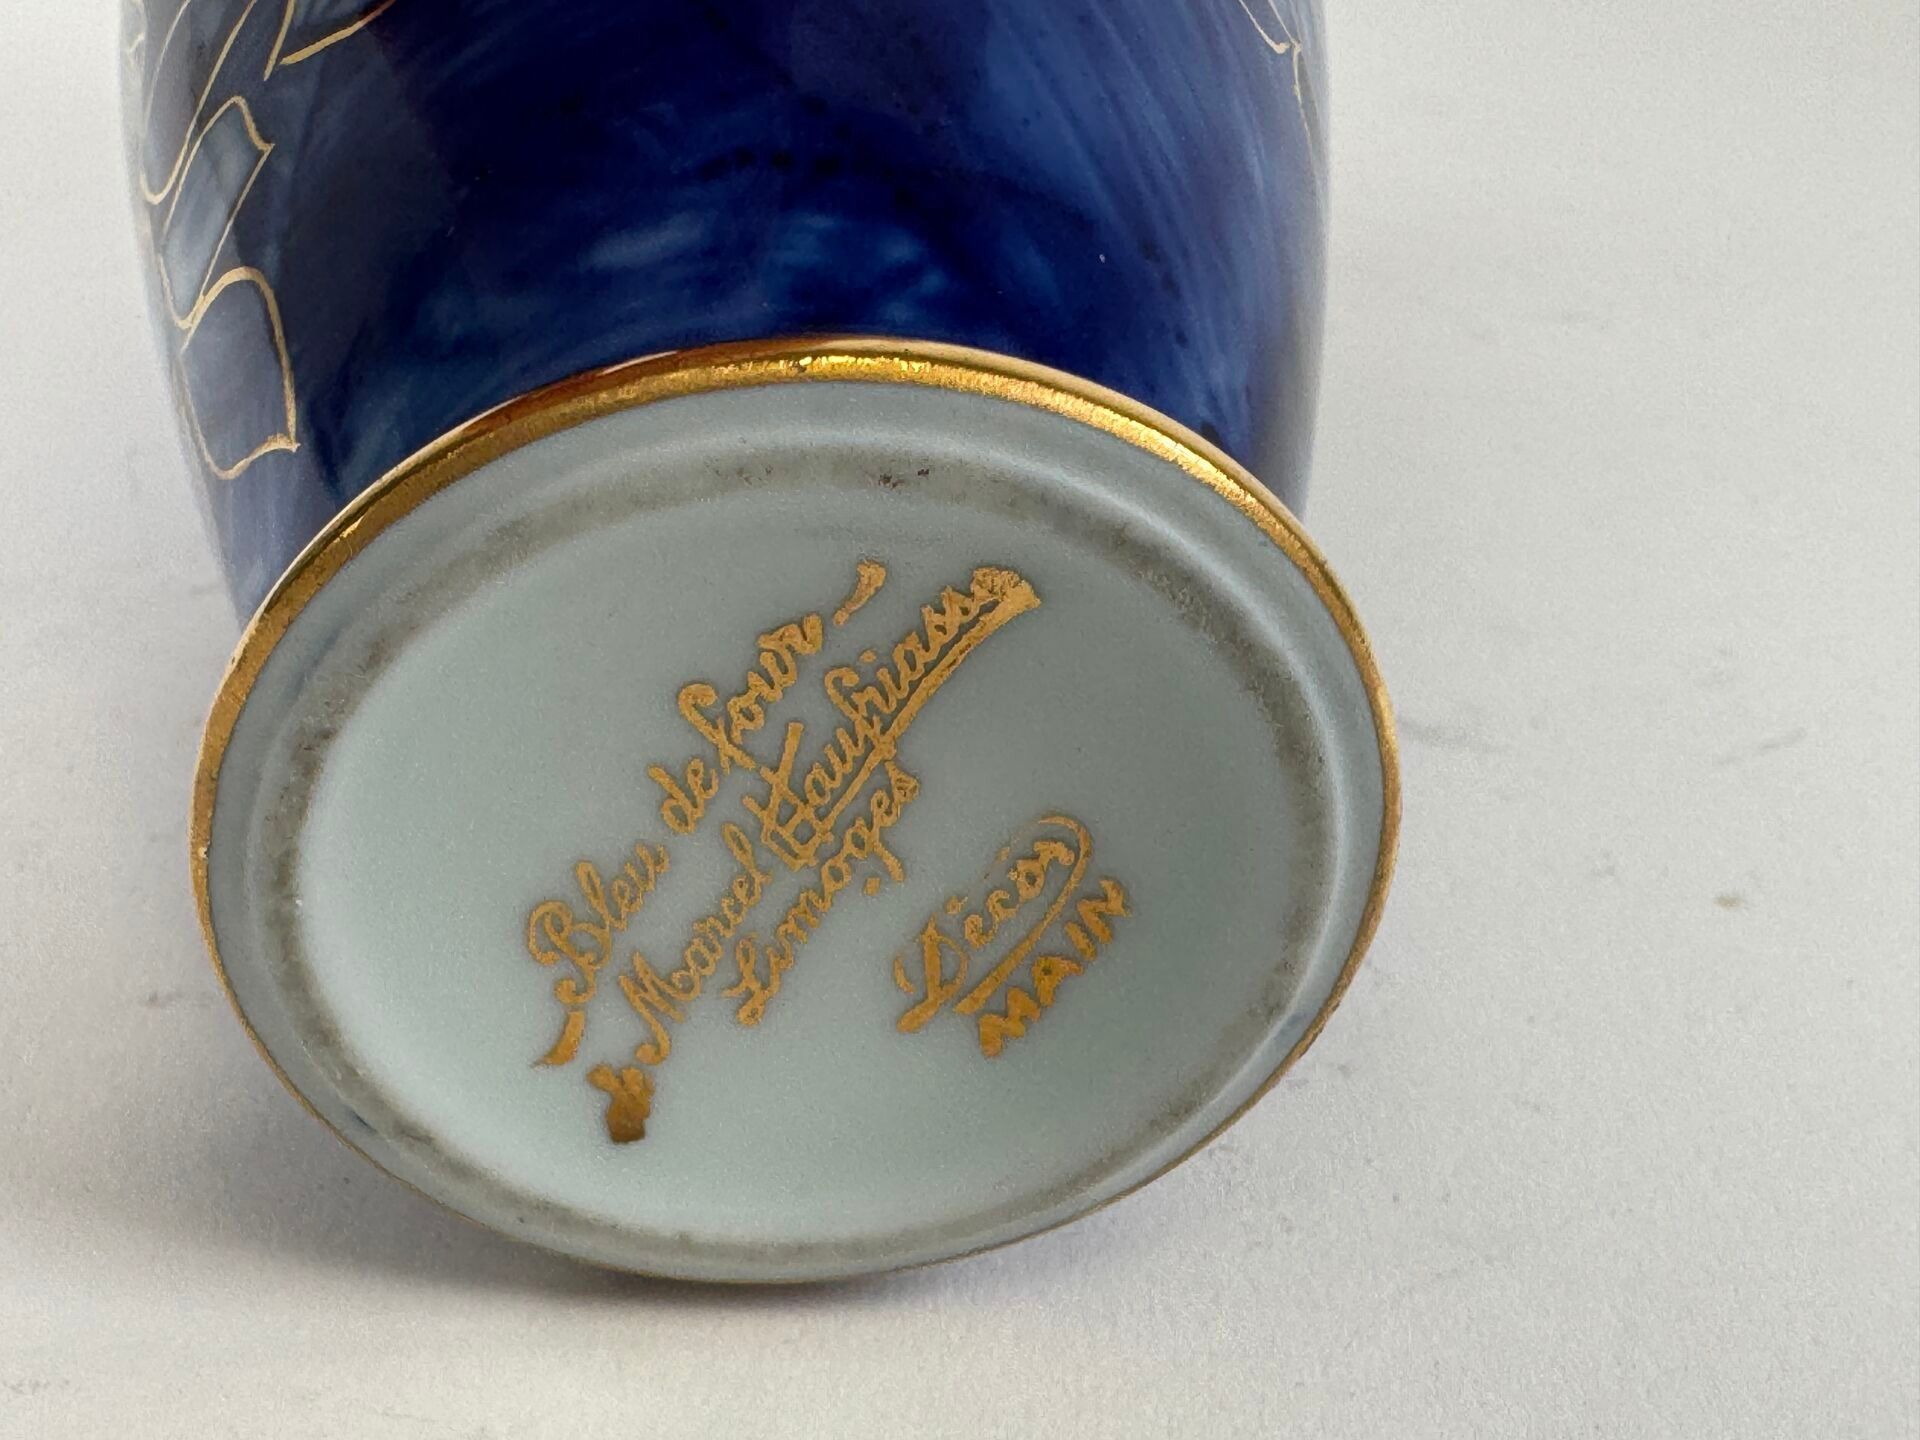 Bleu de four
Marcel Chaufriasse
Limoges
Décor
MAIN